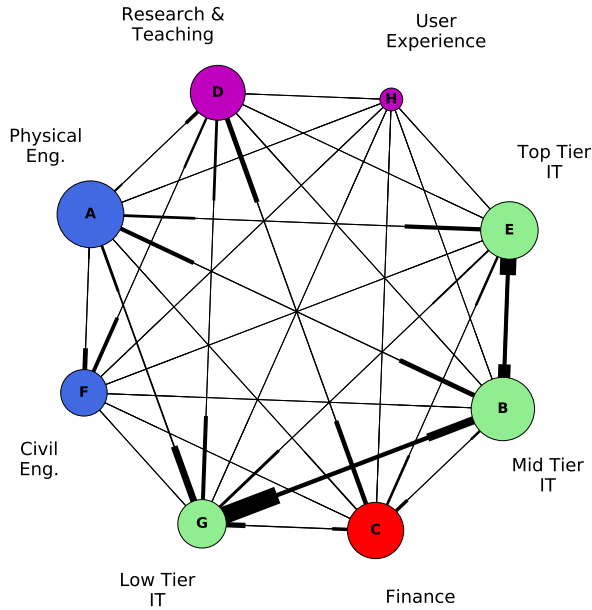 Research &
Teaching
User
Experience
D
H
Physical
Eng.
Top Tier
IT
A
E
F
B
Civil
Eng.
Mid Tier
IT
G
C
Low Tier
IT
Finance